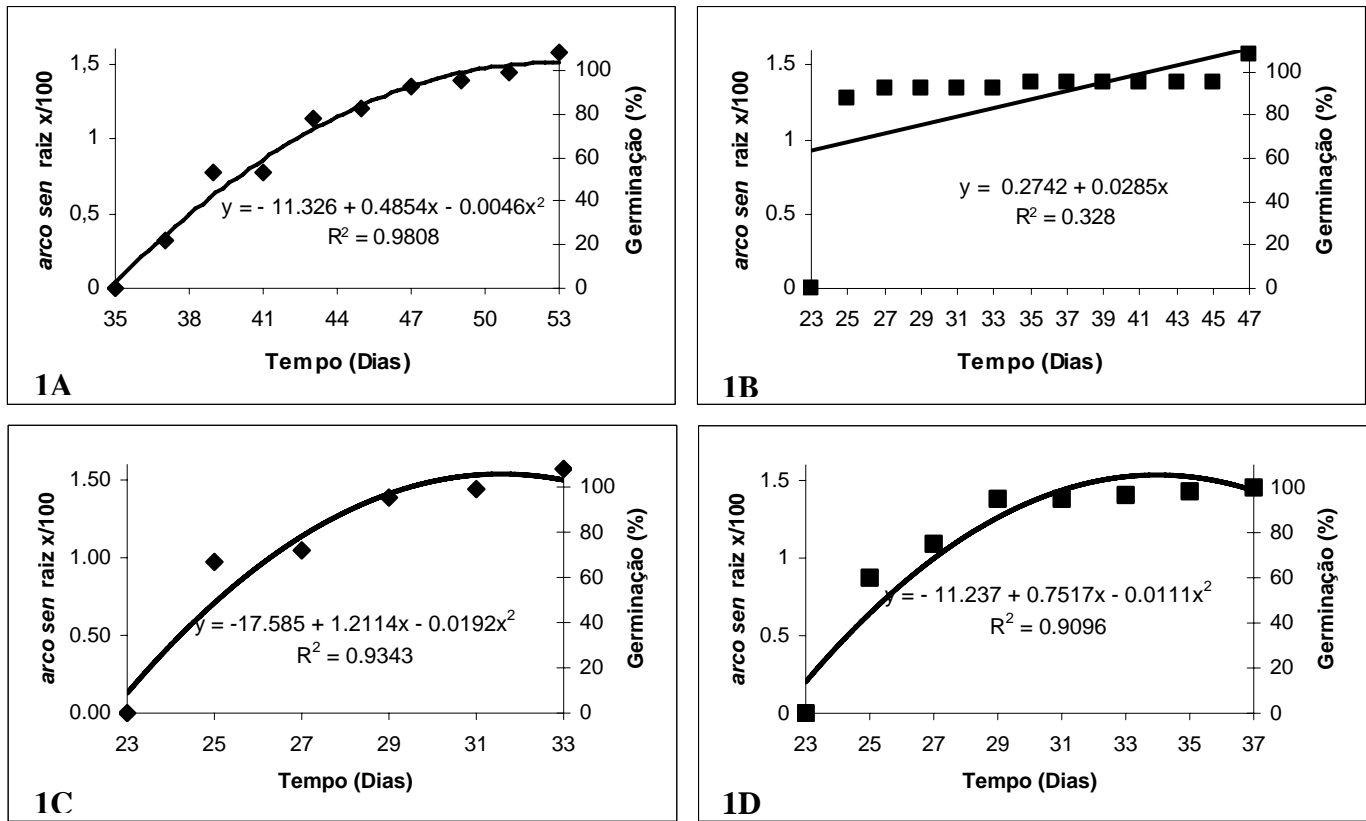 arco sen raiz x/100
1,5
1
0,5
0
100
80
60
40
20
0
Germinação (%)
y = - 11.326 + 0.4854x - 0.0046x²
R² = 0.9808
35 38 41 44 47 50 53
Tempo (Dias)
1A
arco sen raiz x/100
1.5
1
0.5
0
100
80
60
40
20
0
Germinação (%)
y = 0.2742 + 0.0285x
R² = 0.328
23 25 27 29 31 33 35 37 39 41 43 45 47
Tempo (Dias)
1B
arco sen raiz x/100
1.50
1.00
0.50
0.00
100
80
60
40
20
0
Germinação (%)
y = -17.585 + 1.2114x - 0.0192x²
R² = 0.9343
23 25 27 29 31 33
Tempo (Dias)
1C
arco sen raiz x/100
1.5
1
0.5
0
100
80
60
40
20
0
Germinação (%)
y = - 11.237 + 0.7517x - 0.0111x²
R² = 0.9096
23 25 27 29 31 33 35 37
Tempo (Dias)
1D